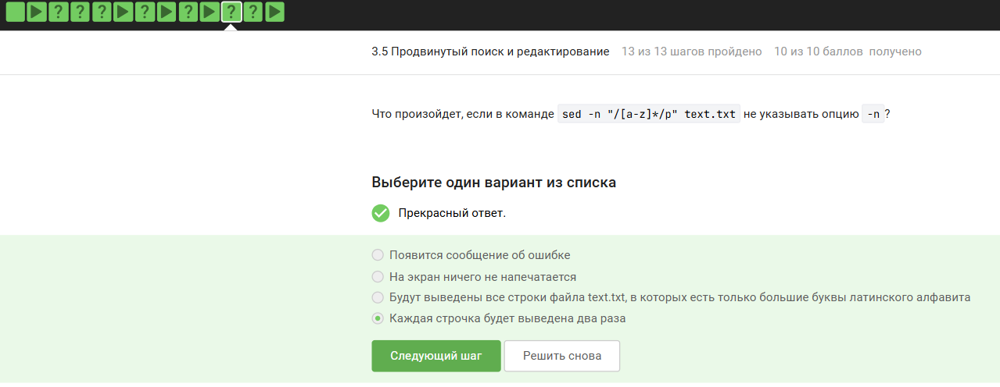 ? ? ? ? ? ? ?
3.5 Продвинутый поиск и редактирование 13 из 13 шагов пройдено 10 из 10 баллов получено
Что произойдет, если в команде sed -n "/[a-z]*/p" text.txt не указывать опцию -n?
Выберите один вариант из списка
Прекрасный ответ.
Появится сообщение об ошибке
На экран ничего не напечатается
Будут выведены все строки файла text.txt, в которых есть только большие буквы латинского алфавита
Каждая строчка будет выведена два раза
Следующий шаг Решить снова